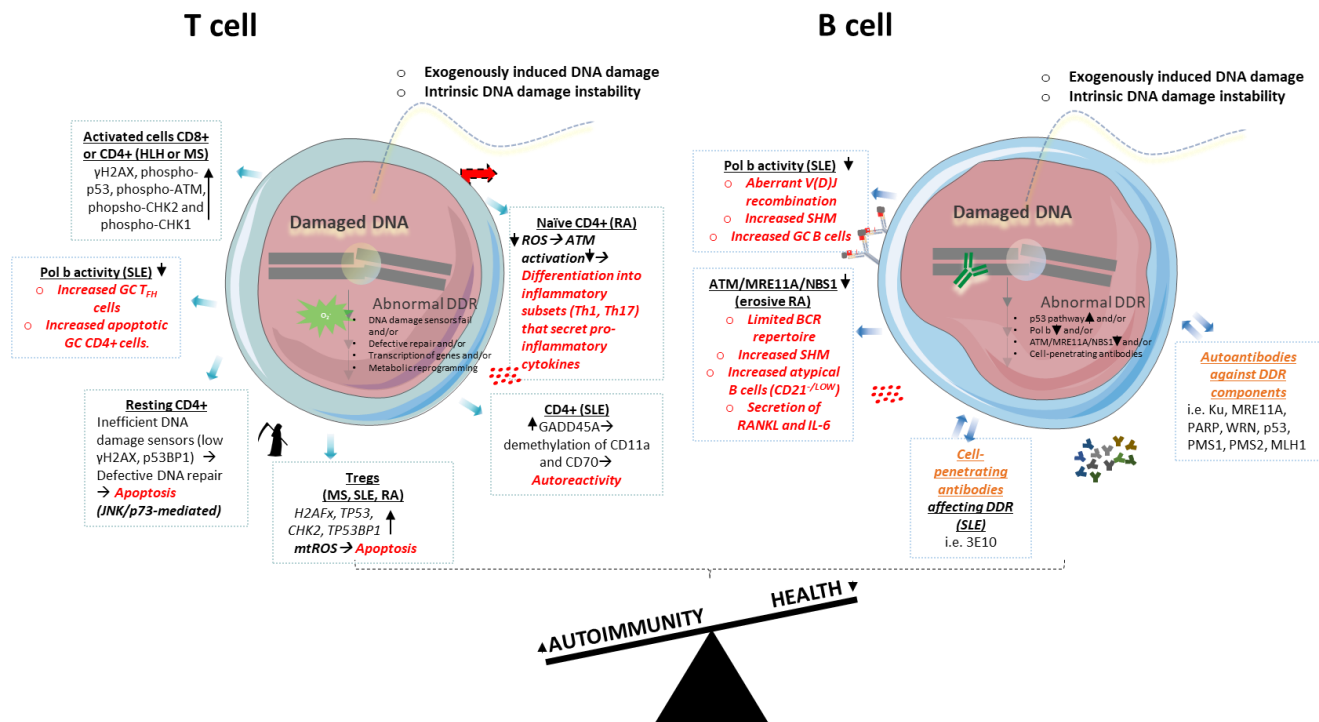 T cell
B cell
○ Exogenously induced DNA damage
○ Intrinsic DNA damage instability
Activated cells CD8+
or CD4+ (HLH or MS)
γH2AX, phospho-
p53, phospho-ATM,
phopsho-CHK2 and
phospho-CHK1
Pol b activity (SLE)
○ Increased GC T_FH
cells
○ Increased apoptotic
GC CD4+ cells.
Resting CD4+
Inefficient DNA
damage sensors (low
γH2AX, p53BP1) →
Defective DNA repair
→ Apoptosis
(JNK/p73-mediated)
Tregs
(MS, SLE, RA)
H2AFx, TP53,
CHK2, TP53BP1
mtROS→ Apoptosis
Damaged DNA
O₂⁻
Abnormal DDR
• DNA damage sensors fail
and/or
• Defective repair and/or
• Transcription of genes and/or
• Metabolic reprogramming
Naïve CD4+ (RA)
ROS→ ATM
activation →
Differentiation into
inflammatory
subsets (Th1, Th17)
that secret pro-
inflammatory
cytokines
CD4+ (SLE)
GADD45A→
demethylation of CD11a
and CD70→
Autoreactivity
○ Exogenously induced DNA damage
○ Intrinsic DNA damage instability
Pol b activity (SLE)
○ Aberrant V(D)J
recombination
○ Increased SHM
○ Increased GC B cells
ATM/MRE11A/NBS1
(erosive RA)
○ Limited BCR
repertoire
○ Increased SHM
○ Increased atypical
B cells (CD21-/LOW)
○ Secretion of
RANKL and IL-6
Damaged DNA
Abnormal DDR
• p53 pathway and/or
• Pol b and/or
• ATM/MRE11A/NBS1 and/or
• Cell-penetrating antibodies
Cell-
penetrating
antibodies
affecting DDR
(SLE)
i.e. 3E10
Autoantibodies
against DDR
components
i.e. Ku, MRE11A,
PARP, WRN, p53,
PMS1, PMS2, MLH1
AUTOIMMUNITY
HEALTH